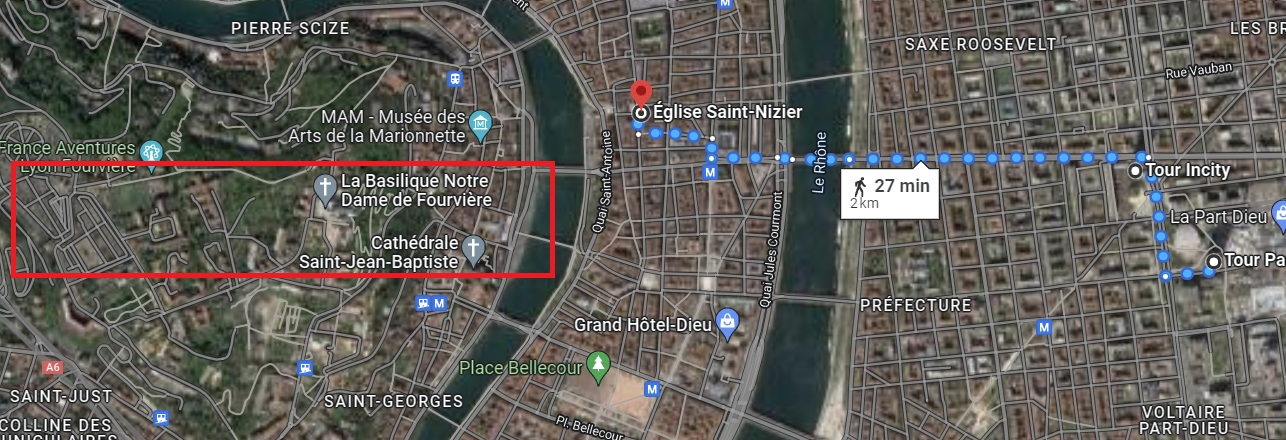 PIERRE SCIZE
SAXE ROOSEVELT
LES BR
Rue Vauban
M
MAM - Musée des
Arts de la Marionnette
Église Saint-Nizier
France Aventures
Lyon Fourvière
Quai Saint-Antoine
Le Rhône
M
27 min
2 km
Tour Incity
La Basilique Notre
Dame de Fourvière
La Part Dieu
Cathédrale
Saint-Jean-Baptiste
Quai Jules Courmont
Tour Pa
M
PRÉFECTURE
Grand Hôtel-Dieu
M
A6
Place Bellecour
M
SAINT-JUST
SAINT-GEORGES
Pl. Bellecour
COLLINE DES
VOLTAIRE
PART-DIEU